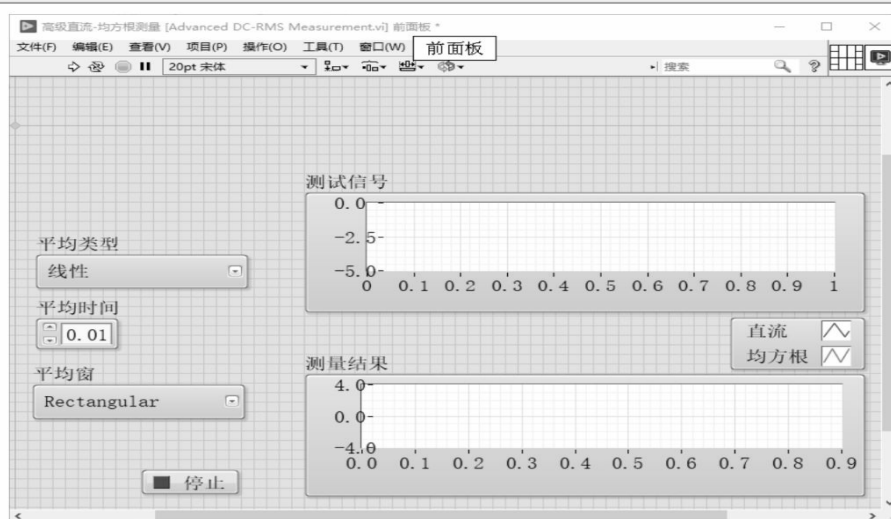 高级直流-均方根测量 [Advanced DC-RMS Measurement.vi] 前面板 *
文件(F) 编辑(E) 查看(V) 项目(P) 操作(O) 工具(T) 窗口(W)
前面板
20pt 宋体
搜索
测试信号
0.0
-2.5
-5.0
0 0.1 0.2 0.3 0.4 0.5 0.6 0.7 0.8 0.9 1
平均类型
线性
平均时间
0.01
平均窗
Rectangular
停止
直流
均方根
测量结果
4.0
0.0
-4.0
0.0 0.1 0.2 0.3 0.4 0.5 0.6 0.7 0.8 0.9